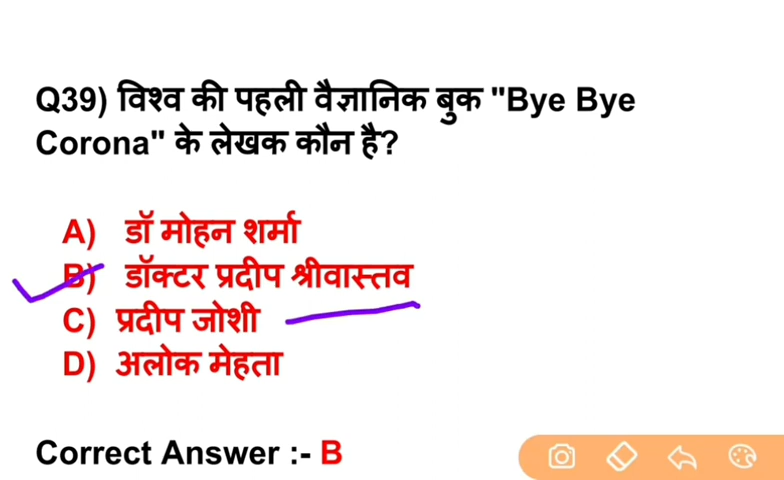 Q39) विश्व की पहली वैज्ञानिक बुक "Bye Bye
Corona" के लेखक कौन है?
A) डॉ मोहन शर्मा
B) डॉक्टर प्रदीप श्रीवास्तव
C) प्रदीप जोशी
D) अलोक मेहता
Correct Answer :- B